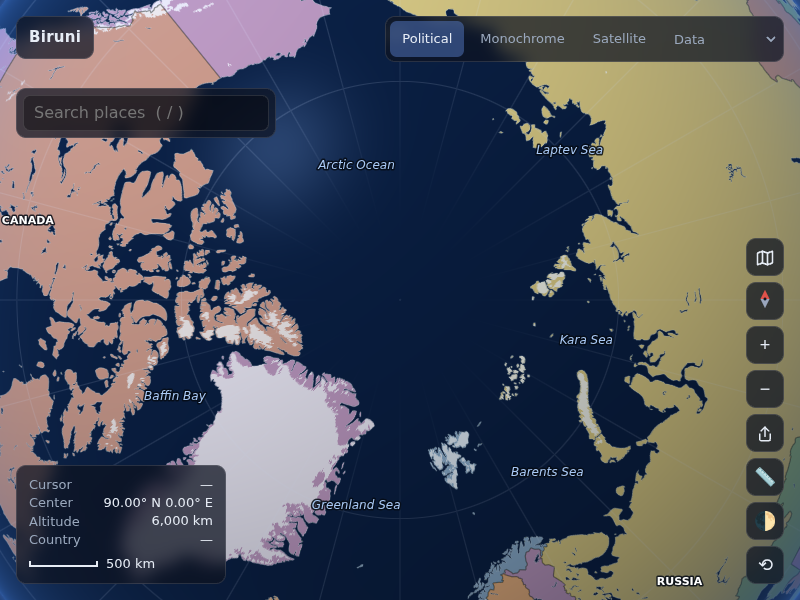 Biruni
Political Monochrome Satellite Data
Search places ( / )
Laptev Sea
Arctic Ocean
CANADA
Kara Sea
Baffin Bay
Barents Sea
Greenland Sea
RUSSIA
Cursor —
Center 90.00° N 0.00° E
Altitude 6,000 km
Country —
500 km
+
−